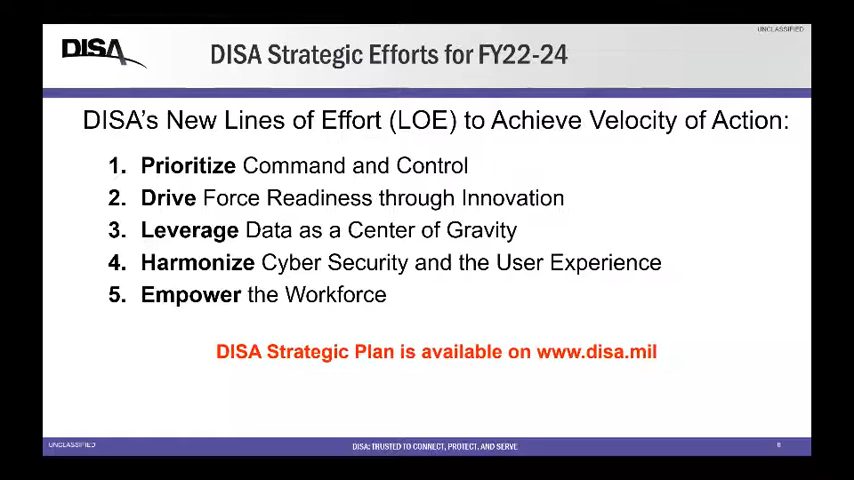 UNCLASSIFIED
DISA
DISA Strategic Efforts for FY22-24
DISA's New Lines of Effort (LOE) to Achieve Velocity of Action:
1. Prioritize Command and Control
2. Drive Force Readiness through Innovation
3. Leverage Data as a Center of Gravity
4. Harmonize Cyber Security and the User Experience
5. Empower the Workforce
DISA Strategic Plan is available on www.disa.mil
UNCLASSIFIED
DISA: TRUSTED TO CONNECT, PROTECT, AND SERVE